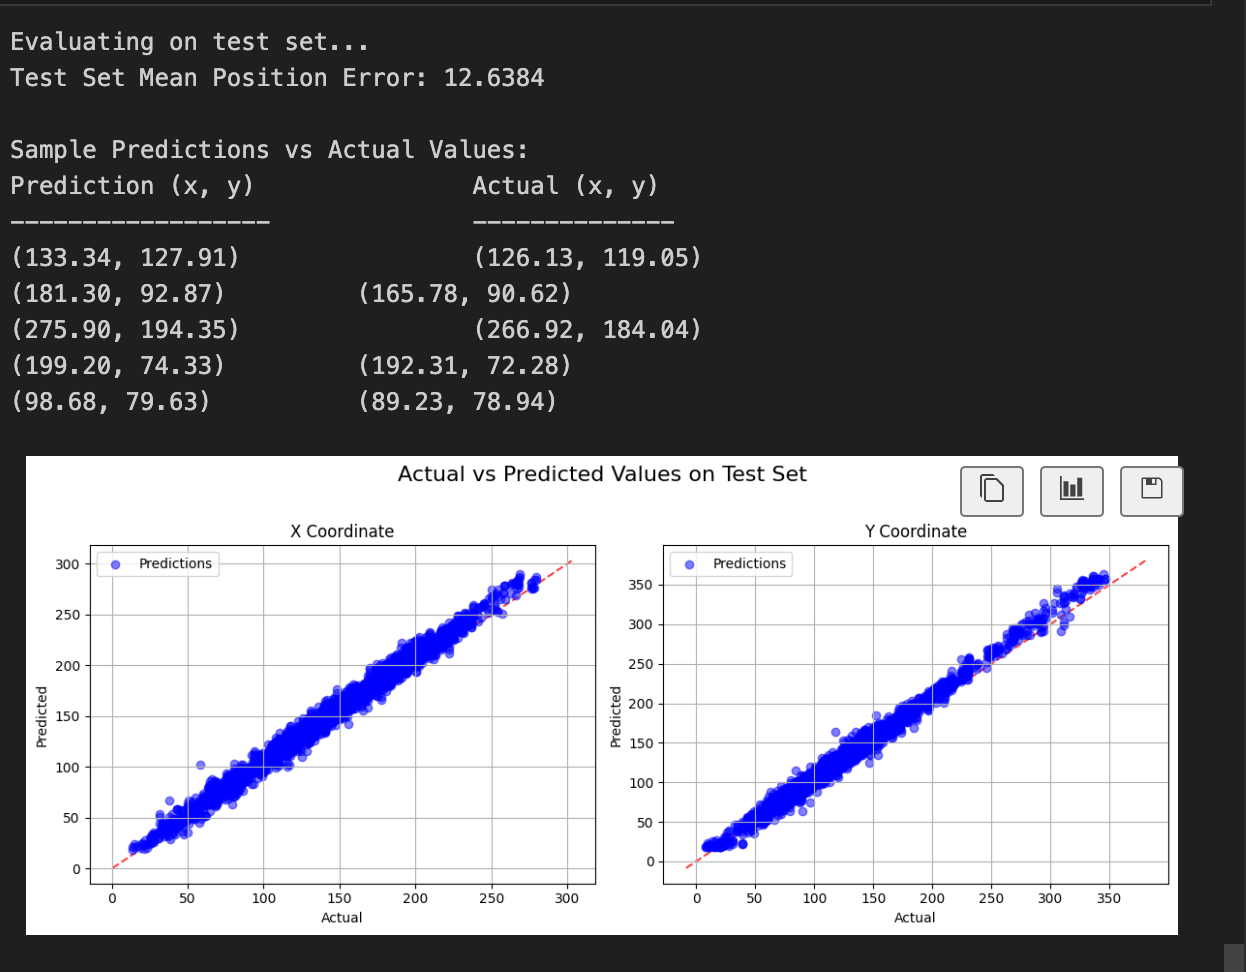 Evaluating on test set...
Test Set Mean Position Error: 12.6384
Sample Predictions vs Actual Values:
Prediction (x, y)                Actual (x, y)
------------------               --------------
(133.34, 127.91)                 (126.13, 119.05)
(181.30, 92.87)          (165.78, 90.62)
(275.90, 194.35)                 (266.92, 184.04)
(199.20, 74.33)          (192.31, 72.28)
(98.68, 79.63)           (89.23, 78.94)
Actual vs Predicted Values on Test Set
X Coordinate
Predictions
300
250
200
150
100
50
0
Predicted
0 50 100 150 200 250 300
Actual
Y Coordinate
Predictions
350
300
250
200
150
100
50
0
Predicted
0 50 100 150 200 250 300 350
Actual